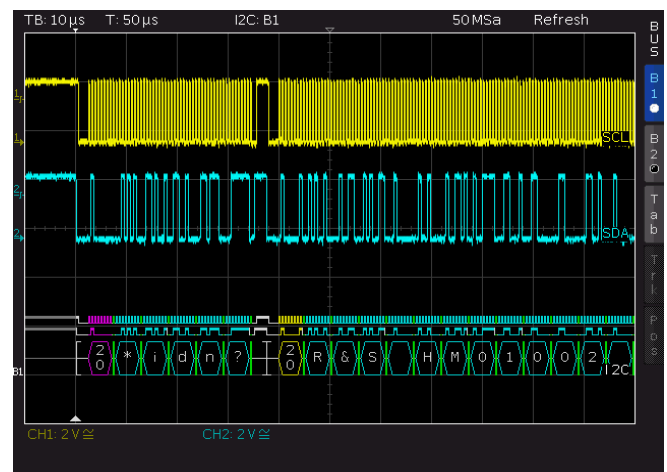 TB: 10 µs T: 50 µs I2C: B1 50 MSa Refresh
BUS
B1
B2
Tab
Trk
Pos
SCL
SDA
20 * i d n ? 20 R & S H M O 1 0 0 2
I2C
B1
CH1: 2 V CH2: 2 V